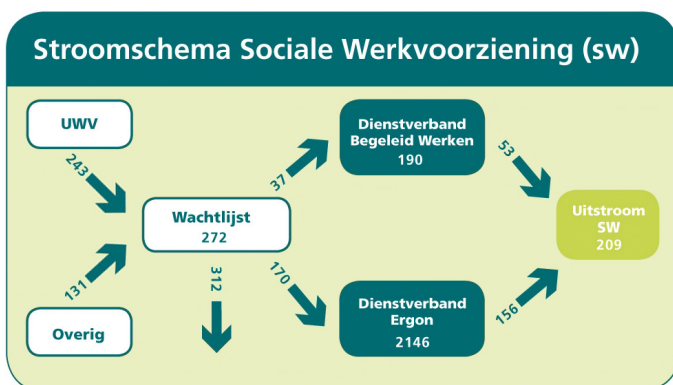 Stroomschema Sociale Werkvoorziening (sw)
UWV
243
Overig
131
Wachtlijst
272
312
37
170
Dienstverband
Begeleid Werken
190
Dienstverband
Ergon
2146
53
156
Uitstroom
SW
209